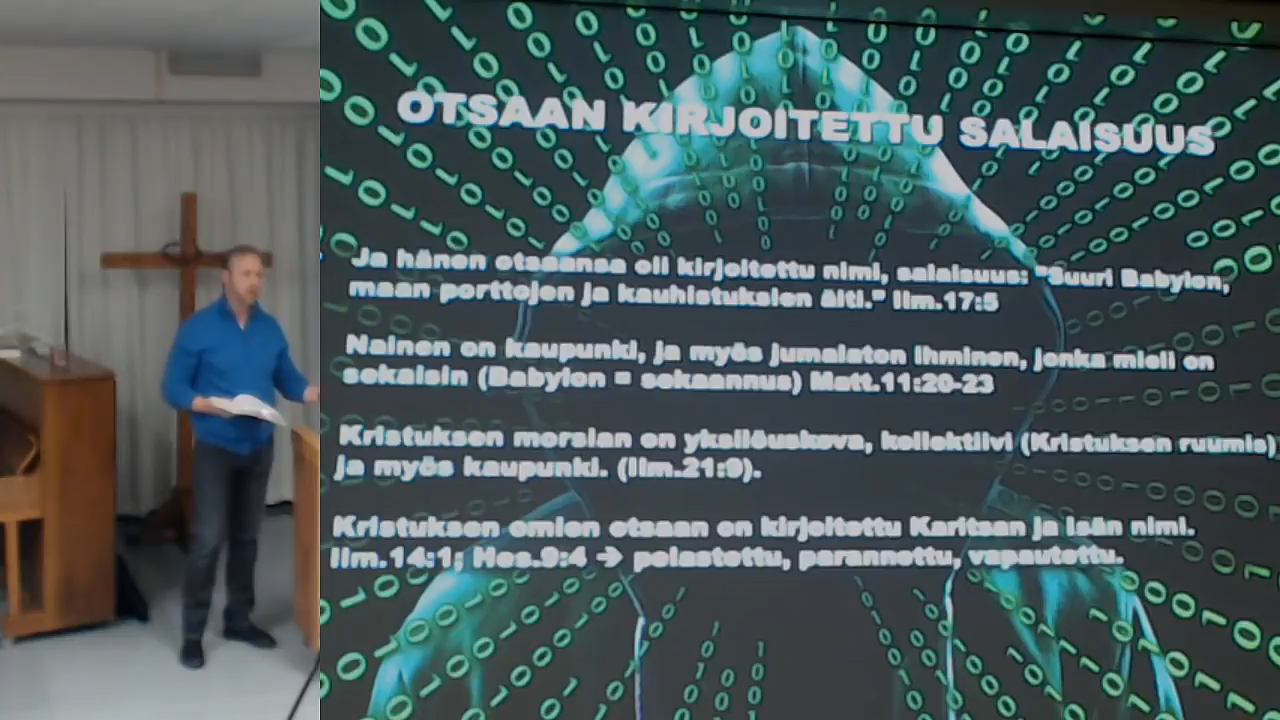 OTSAAN KIRJOITETTU SALAISUUS
Ja hänen otsaansa oli kirjoitettu nimi, salaisuus: "Suuri Babylon,
maan porttojen ja kauhistuksien äiti." Ilm.17:5
Nainen on kaupunki, ja myös jumalaton ihminen, jonka mieli on
sekaisin (Babylon = sekaannus) Matt.11:20-23
Kristuksen morsian on yksilöuskova, kollektiivi (Kristuksen ruumis)
ja myös kaupunki. (Ilm.21:9).
Kristuksen omien otsaan on kirjoitettu Karitsan ja Isän nimi.
Ilm.14:1; Hes.9:4 → pelastettu, parannettu, vapautettu.